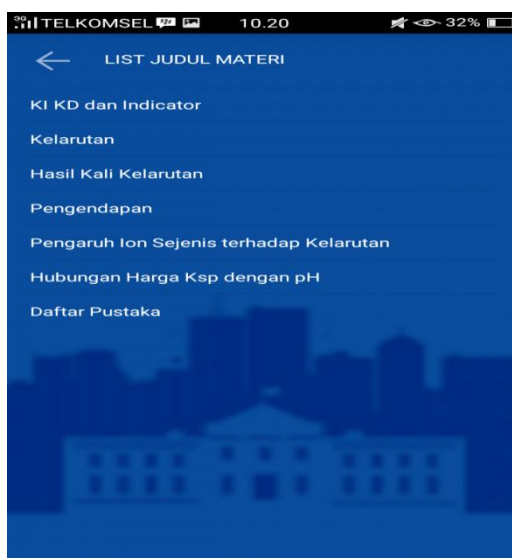 3G TELKOMSEL 10.20 32%
LIST JUDUL MATERI
KI KD dan Indicator
Kelarutan
Hasil Kali Kelarutan
Pengendapan
Pengaruh Ion Sejenis terhadap Kelarutan
Hubungan Harga Ksp dengan pH
Daftar Pustaka